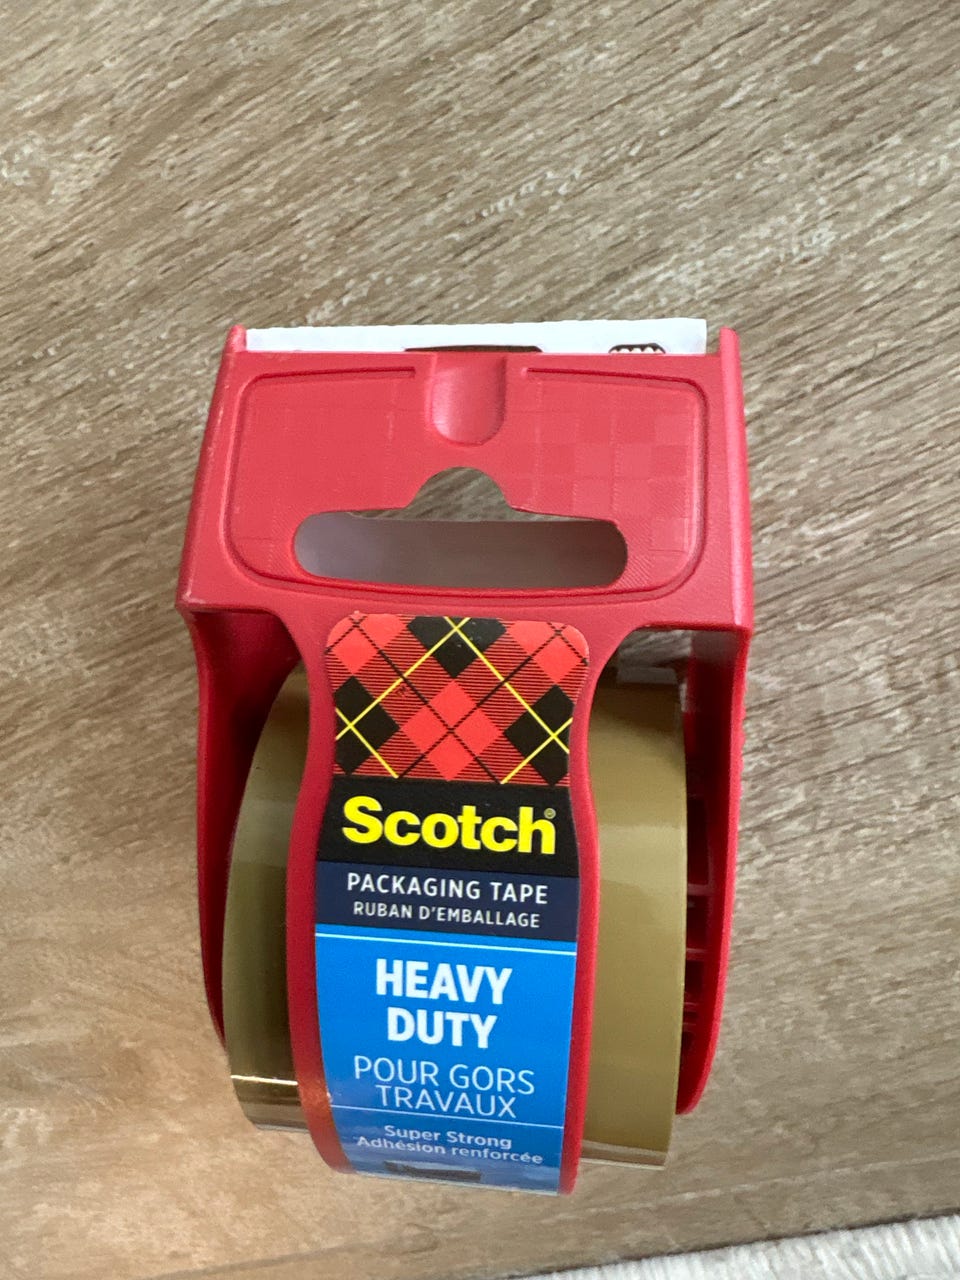 Scotch®
PACKAGING TAPE
RUBAN D'EMBALLAGE
HEAVY
DUTY
POUR GORS
TRAVAUX
Super Strong
Adhésion renforcée